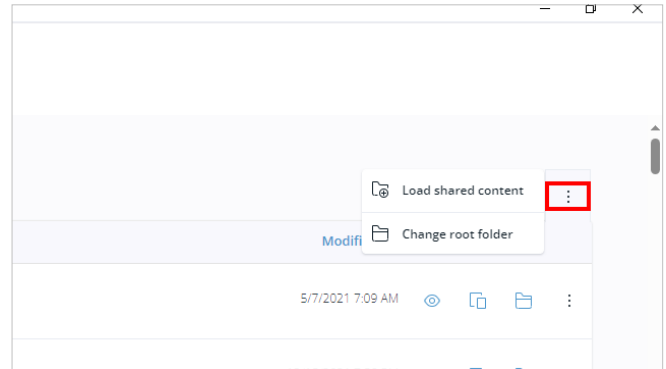 Load shared content
Change root folder
Modifi
5/7/2021 7:09 AM